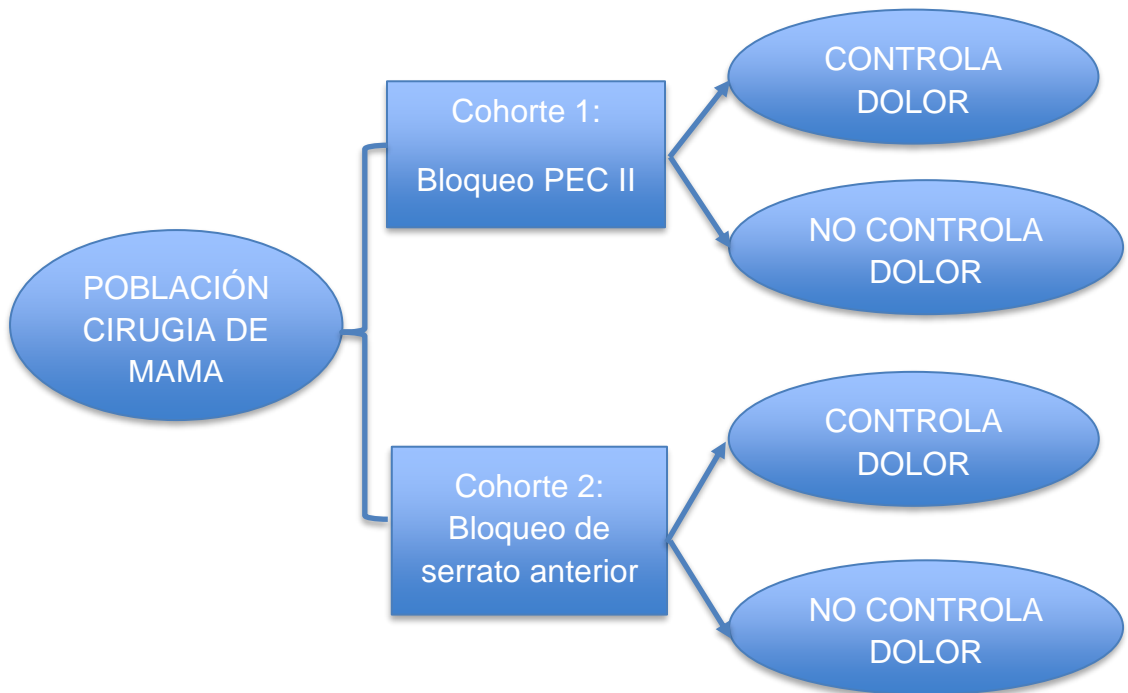 POBLACIÓN
CIRUGIA DE
MAMA
Cohorte 1:
Bloqueo PEC II
CONTROLA
DOLOR
NO CONTROLA
DOLOR
Cohorte 2:
Bloqueo de
serrato anterior
CONTROLA
DOLOR
NO CONTROLA
DOLOR